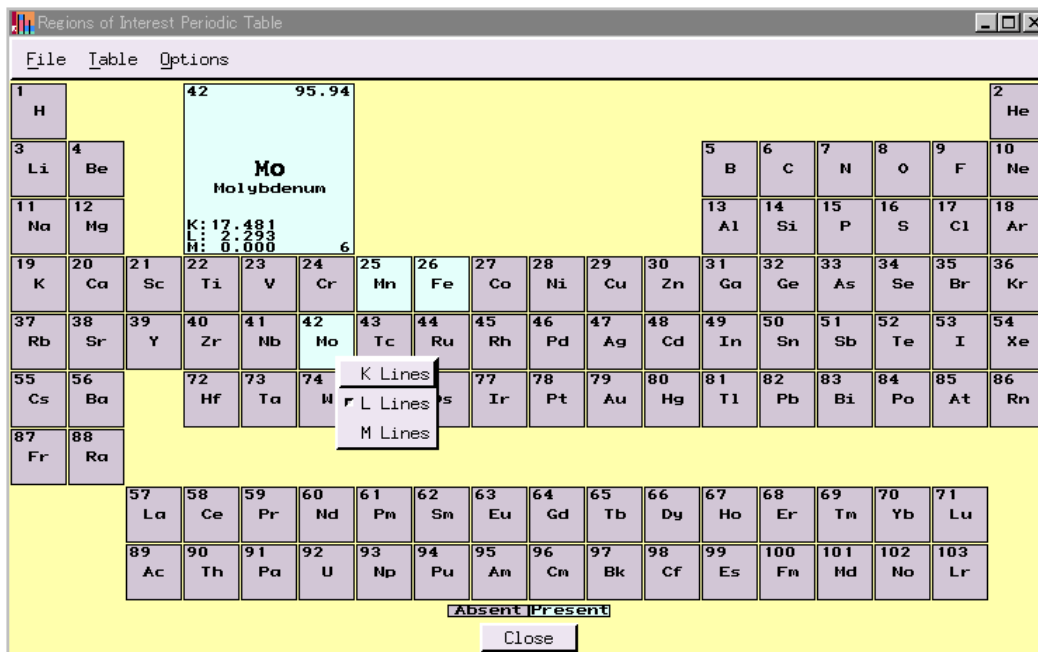 Regions of Interest Periodic Table
File Table Options
1 42 95.94 2
H He
3 4 5 6 7 8 9 10
Li Be Mo B C N O F Ne
Molybdenum
11 12 13 14 15 16 17 18
Na Mg K: 17.481 Al Si P S Cl Ar
L: 2.293
M: 0.000 6
19 20 21 22 23 24 25 26 27 28 29 30 31 32 33 34 35 36
K Ca Sc Ti V Cr Mn Fe Co Ni Cu Zn Ga Ge As Se Br Kr
37 38 39 40 41 42 43 44 45 46 47 48 49 50 51 52 53 54
Rb Sr Y Zr Nb Mo Tc Ru Rh Pd Ag Cd In Sn Sb Te I Xe
K Lines
55 56 72 73 74 77 78 79 80 81 82 83 84 85 86
Cs Ba Hf Ta W Ir Pt Au Hg Tl Pb Bi Po At Rn
L Lines
M Lines
87 88
Fr Ra
57 58 59 60 61 62 63 64 65 66 67 68 69 70 71
La Ce Pr Nd Pm Sm Eu Gd Tb Dy Ho Er Tm Yb Lu
89 90 91 92 93 94 95 96 97 98 99 100 101 102 103
Ac Th Pa U Np Pu Am Cm Bk Cf Es Fm Md No Lr
Absent Present
Close